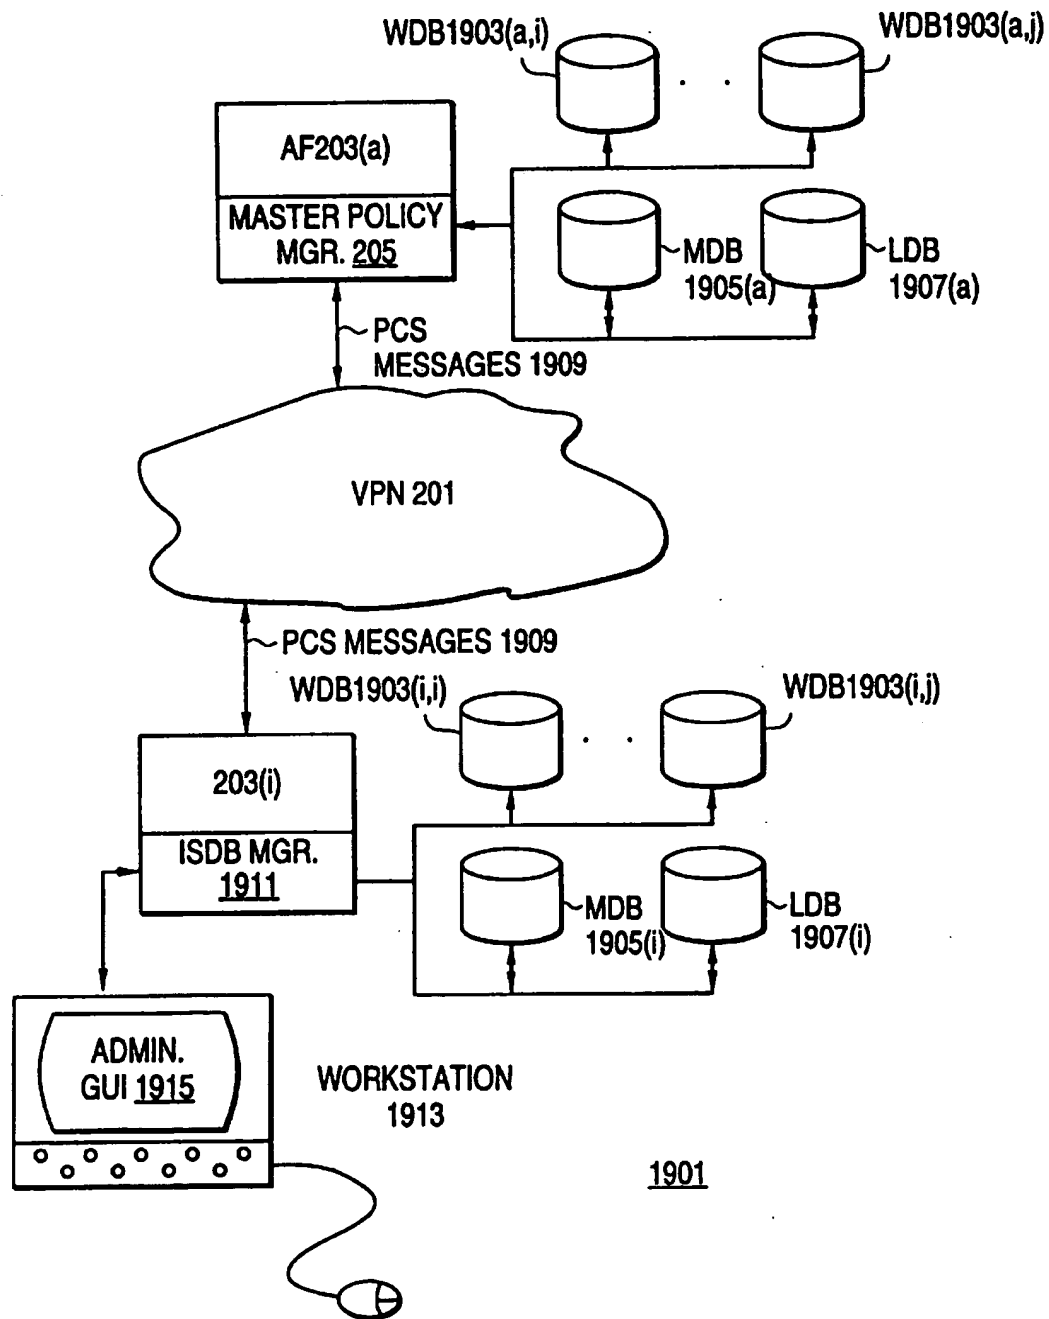 WDB1903(a,i)
WDB1903(a,j)
AF203(a)
MASTER POLICY
MGR. 205
MDB
1905(a)
LDB
1907(a)
PCS
MESSAGES 1909
VPN 201
PCS MESSAGES 1909
WDB1903(i,i)
WDB1903(i,j)
203(i)
ISDB MGR.
1911
MDB
1905(i)
LDB
1907(i)
ADMIN.
GUI 1915
WORKSTATION
1913
1901